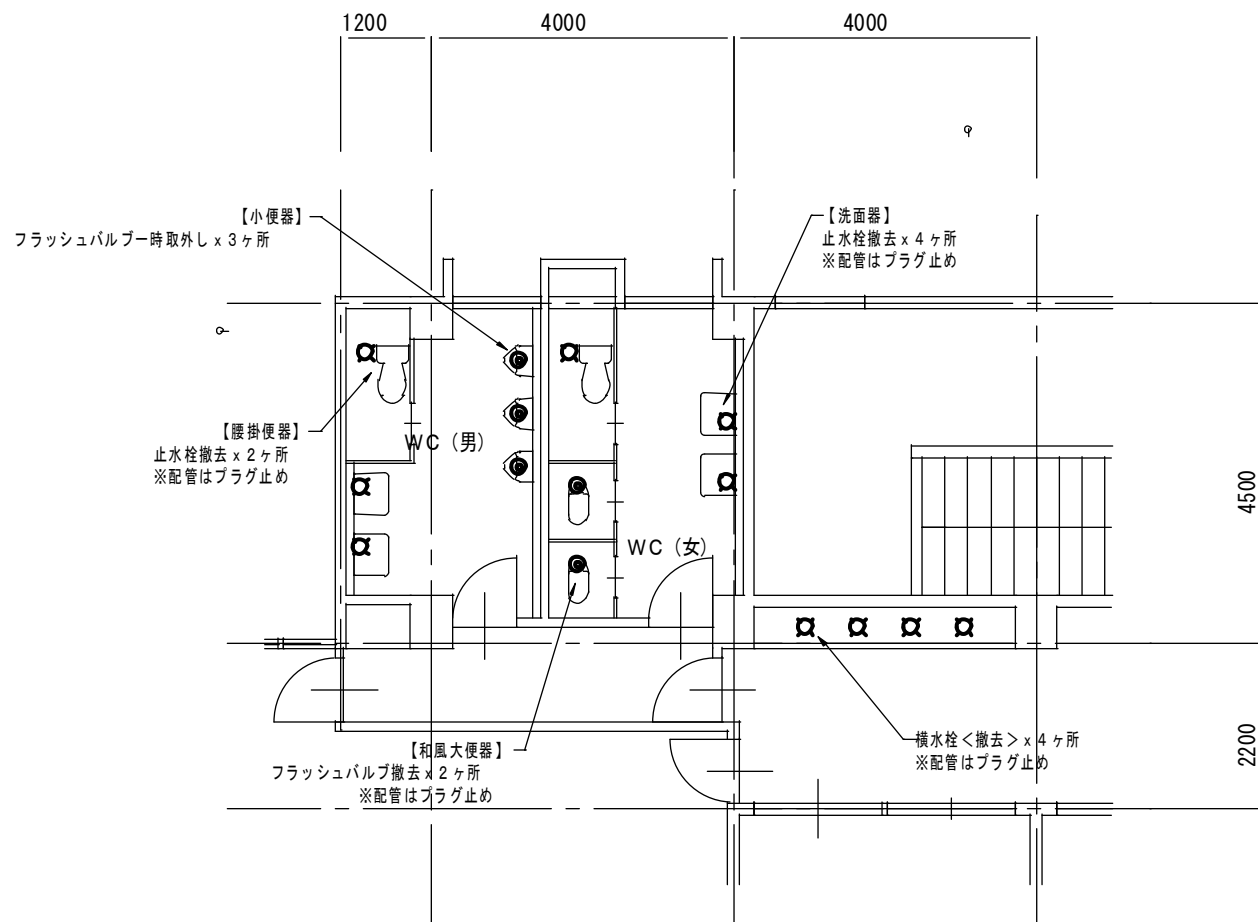 1200
4000
4000
【小便器】
フラッシュバルブ一時取外しx3ヶ所
【洗面器】
止水栓撤去x4ヶ所
※配管はプラグ止め
【腰掛便器】
止水栓撤去x2ヶ所
※配管はプラグ止め
WC（男）
WC（女）
4500
【和風大便器】
フラッシュバルブ撤去x2ヶ所
※配管はプラグ止め
横水栓＜撤去＞x4ヶ所
※配管はプラグ止め
2200